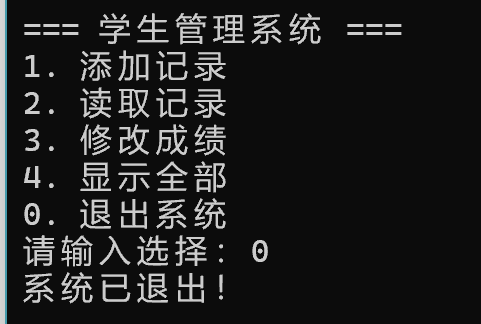 === 学生管理系统 ===
1. 添加记录
2. 读取记录
3. 修改成绩
4. 显示全部
0. 退出系统
请输入选择: 0
系统已退出!